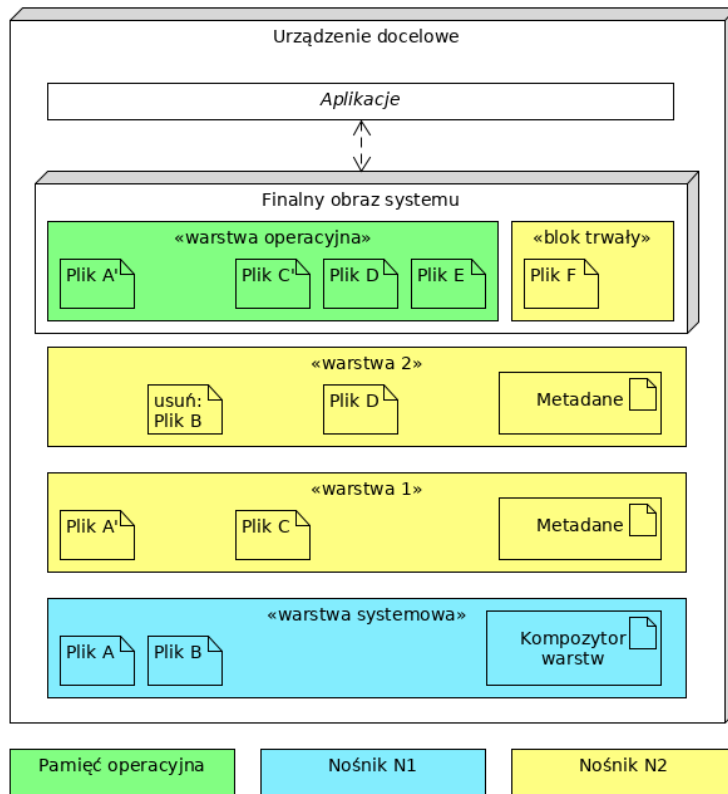 Urządzenie docelowe
Aplikacje
Finalny obraz systemu
«warstwa operacyjna»
«blok trwały»
Plik A'
Plik C'
Plik D
Plik E
Plik F
«warstwa 2»
usuń:
Plik B
Plik D
Metadane
«warstwa 1»
Plik A'
Plik C
Metadane
«warstwa systemowa»
Plik A
Plik B
Kompozytor
warstw
Pamięć operacyjna
Nośnik N1
Nośnik N2